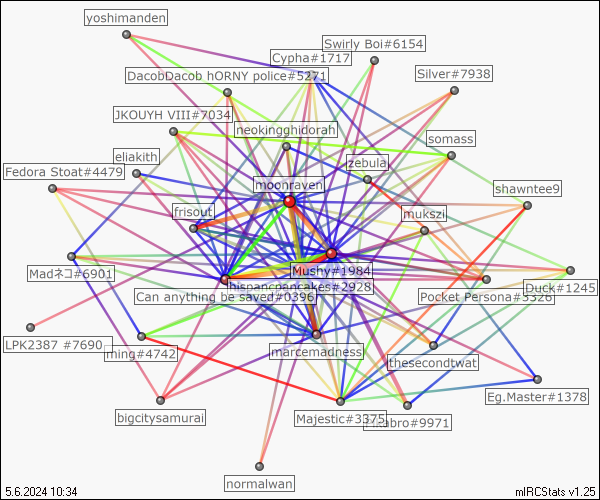 yoshimanden
Swirly Boi#6154
Cypha#1717
DacobDacob hORNY police#5271
Silver#7938
JKOUYH VIII#7034
neokingghidorah
somass
eliakith
zebula
Fedora Stoat#4479
moonraven
shawntee9
frisout
mukszi
Mushy#1984
Madネコ#6901
hispancpancakes#2928
Duck#1245
Can anything be saved#0396
Pocket Persona#3326
LPK2387 #7690
ming#4742
marcemadness
thesecondtwat
Eg.Master#1378
bigcitysamurai
Majestic#3375
#9971
normalwan
5.6.2024 10:34
mIRCStats v1.25